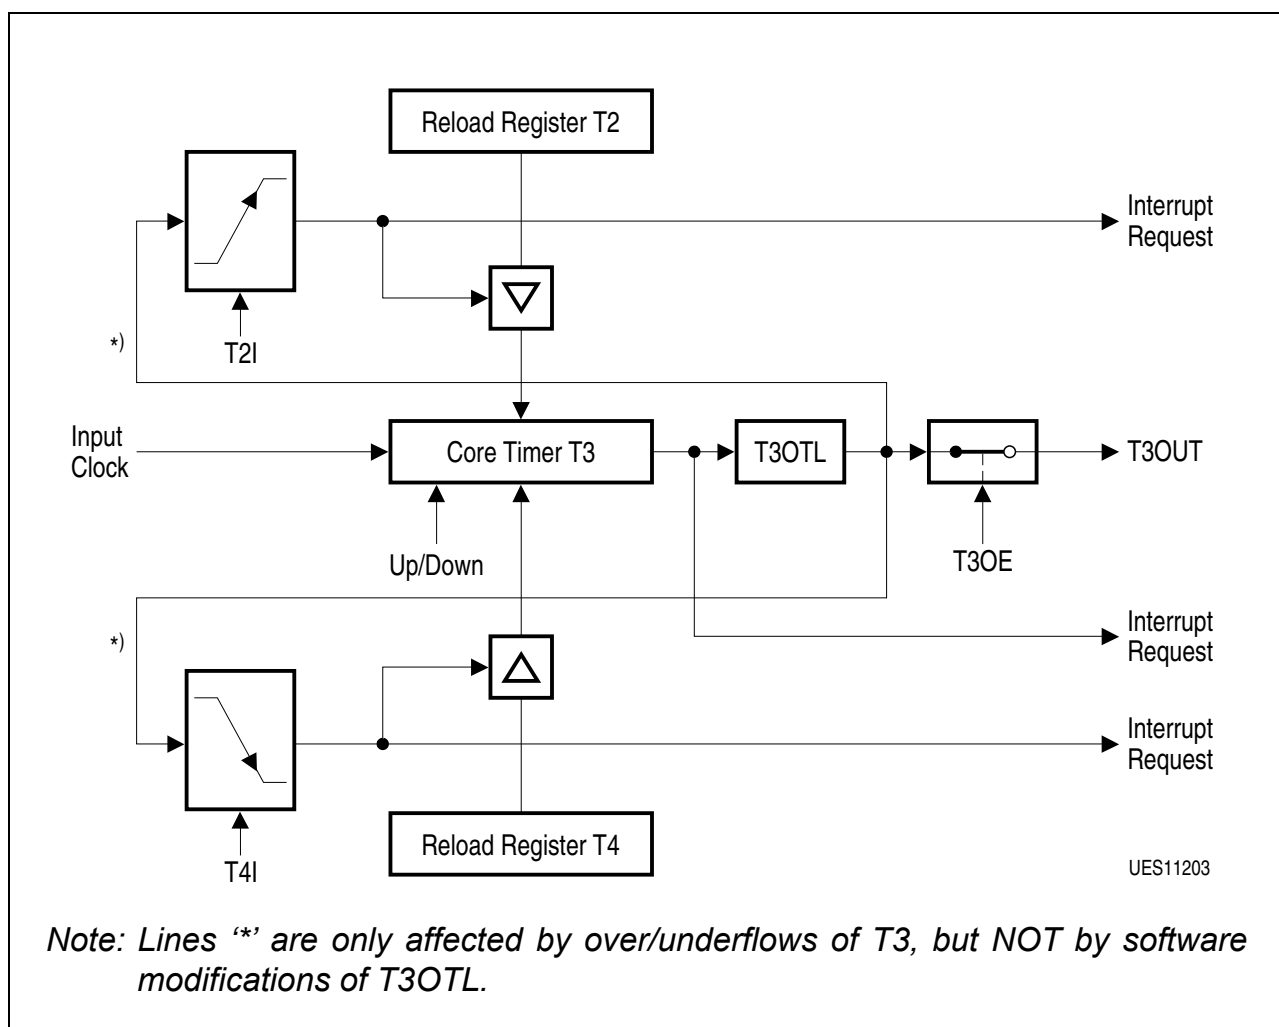 Reload Register T2
Interrupt
Request
*)
T2I
Input
Clock
Core Timer T3
T3OTL
T3OUT
Up/Down
T3OE
*)
Interrupt
Request
Interrupt
Request
Reload Register T4
T4I
UES11203
Note: Lines ‘*’ are only affected by over/underflows of T3, but NOT by software
modifications of T3OTL.